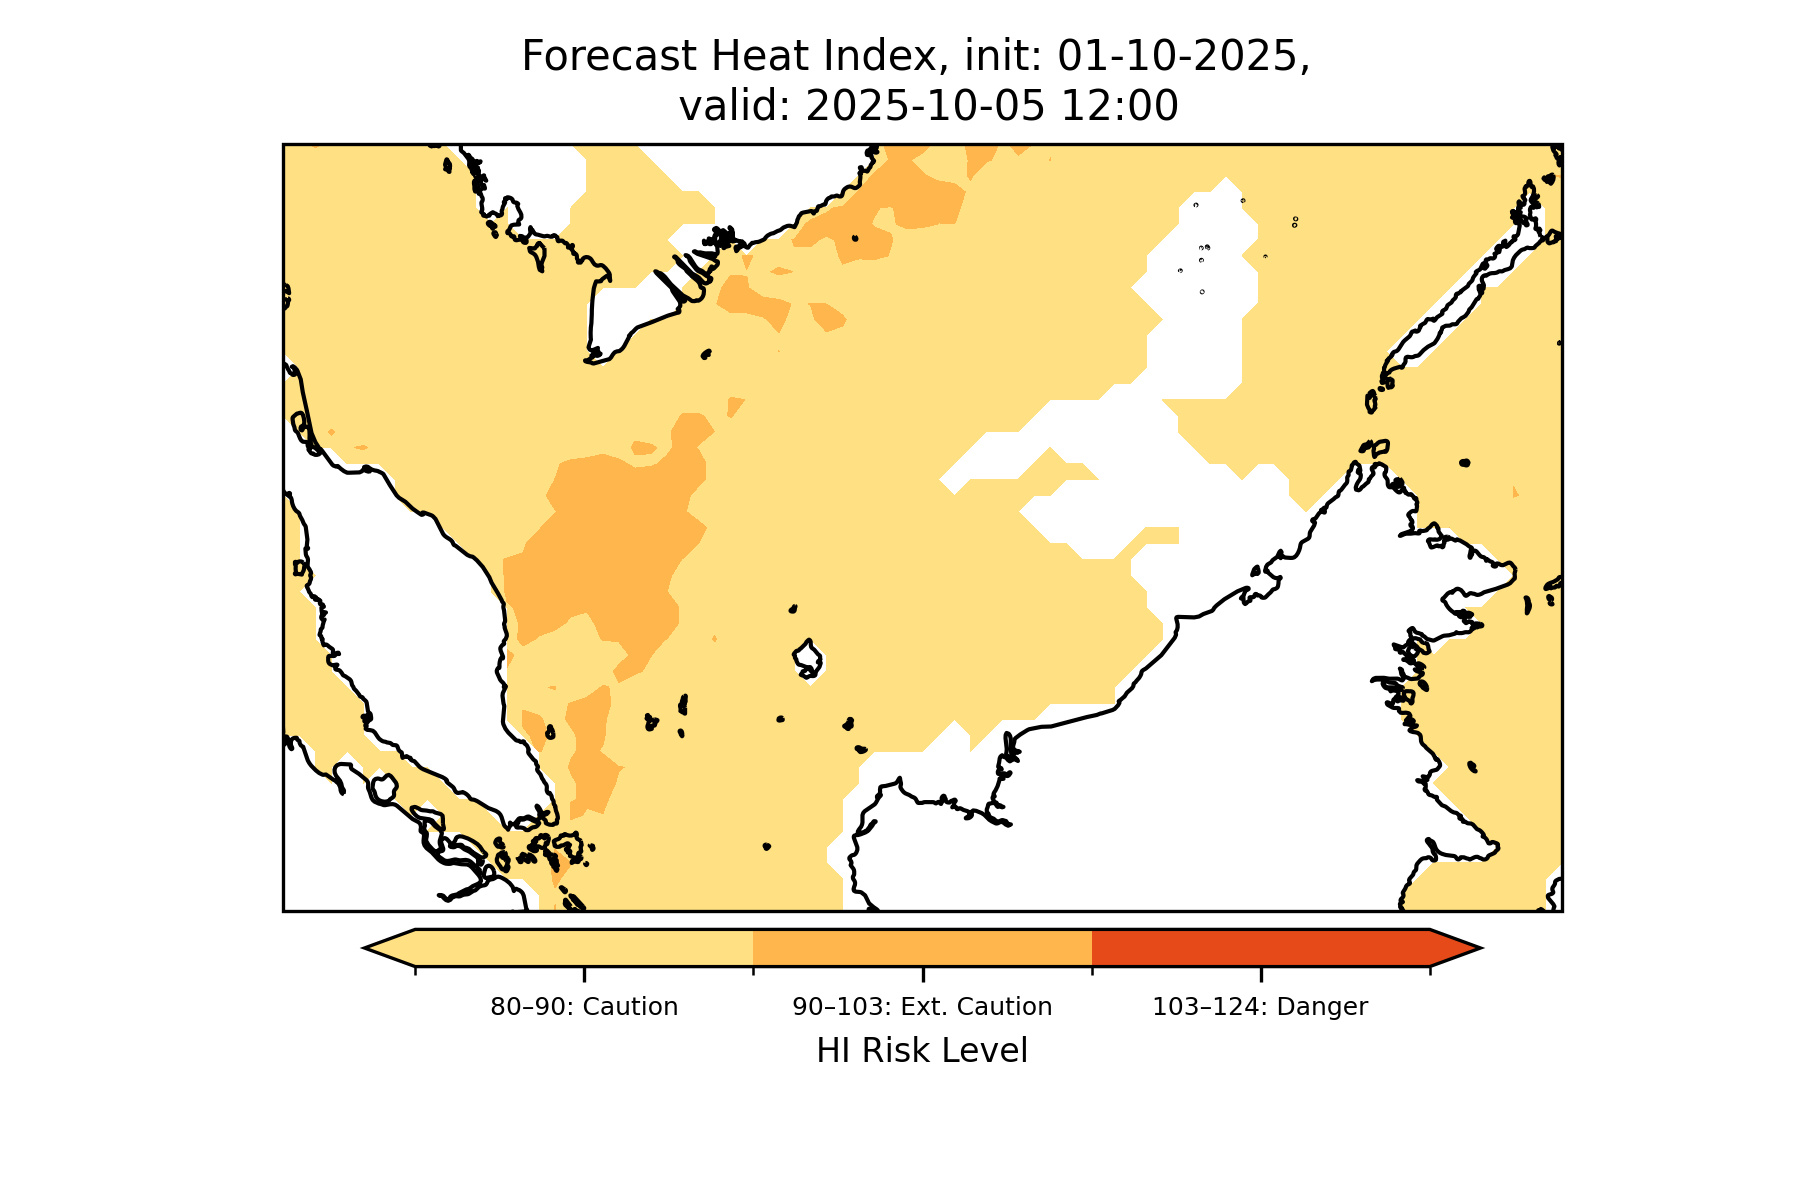 Forecast Heat Index, init: 01-10-2025,
valid: 2025-10-05 12:00
80–90: Caution
90–103: Ext. Caution
103–124: Danger
HI Risk Level